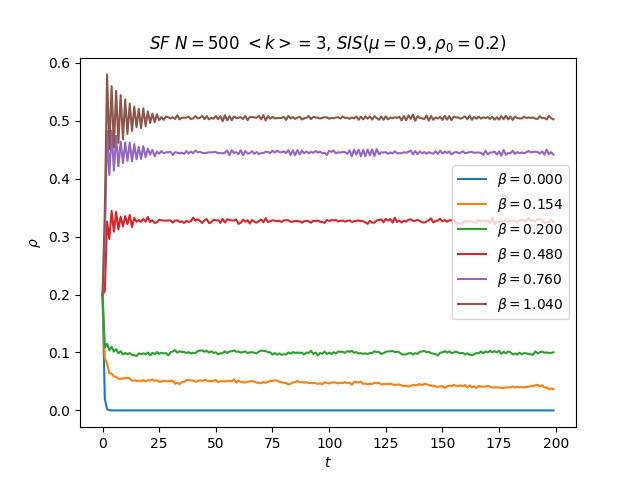 SF N = 500 < k >= 3, SIS(μ = 0.9, ρ₀ = 0.2)
0.6
0.5
0.4
0.3
0.2
0.1
0.0
ρ
β = 0.000
β = 0.154
β = 0.200
β = 0.480
β = 0.760
β = 1.040
0 25 50 75 100 125 150 175 200
t